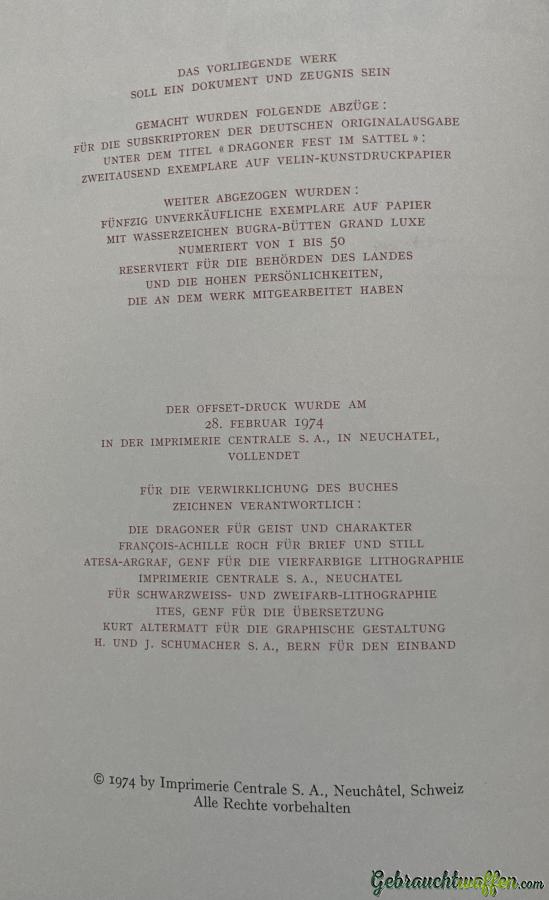 DAS VORLIEGENDE WERK
SOLL EIN DOKUMENT UND ZEUGNIS SEIN
GEMACHT WURDEN FOLGENDE ABZÜGE :
FÜR DIE SUBSKRIPTOREN DER DEUTSCHEN ORIGINALAUSGABE
UNTER DEM TITEL « DRAGONER FEST IM SATTEL » :
ZWEITAUSEND EXEMPLARE AUF VELIN-KUNSTDRUCKPAPIER
WEITER ABGEZOGEN WURDEN :
FÜNFZIG UNVERKÄUFLICHE EXEMPLARE AUF PAPIER
MIT WASSERZEICHEN BUGRA-BÜTTEN GRAND LUXE
NUMERIERT VON 1 BIS 50
RESERVIERT FÜR DIE BEHÖRDEN DES LANDES
UND DIE HOHEN PERSÖNLICHKEITEN,
DIE AN DEM WERK MITGEARBEITET HABEN
DER OFFSET-DRUCK WURDE AM
28. FEBRUAR 1974
IN DER IMPRIMERIE CENTRALE S. A., IN NEUCHATEL,
VOLLENDET
FÜR DIE VERWIRKLICHUNG DES BUCHES
ZEICHNEN VERANTWORTLICH :
DIE DRAGONER FÜR GEIST UND CHARAKTER
FRANÇOIS-ACHILLE ROCH FÜR BRIEF UND STILL
ATESA-ARGRAF, GENF FÜR DIE VIERFARBIGE LITHOGRAPHIE
IMPRIMERIE CENTRALE S. A., NEUCHATEL
FÜR SCHWARZWEISS- UND ZWEIFARB-LITHOGRAPHIE
ITES, GENF FÜR DIE ÜBERSETZUNG
KURT ALTERMATT FÜR DIE GRAPHISCHE GESTALTUNG
H. UND J. SCHUMACHER S. A., BERN FÜR DEN EINBAND
© 1974 by Imprimerie Centrale S. A., Neuchâtel, Schweiz
Alle Rechte vorbehalten
Gebrauchtwaffen.com